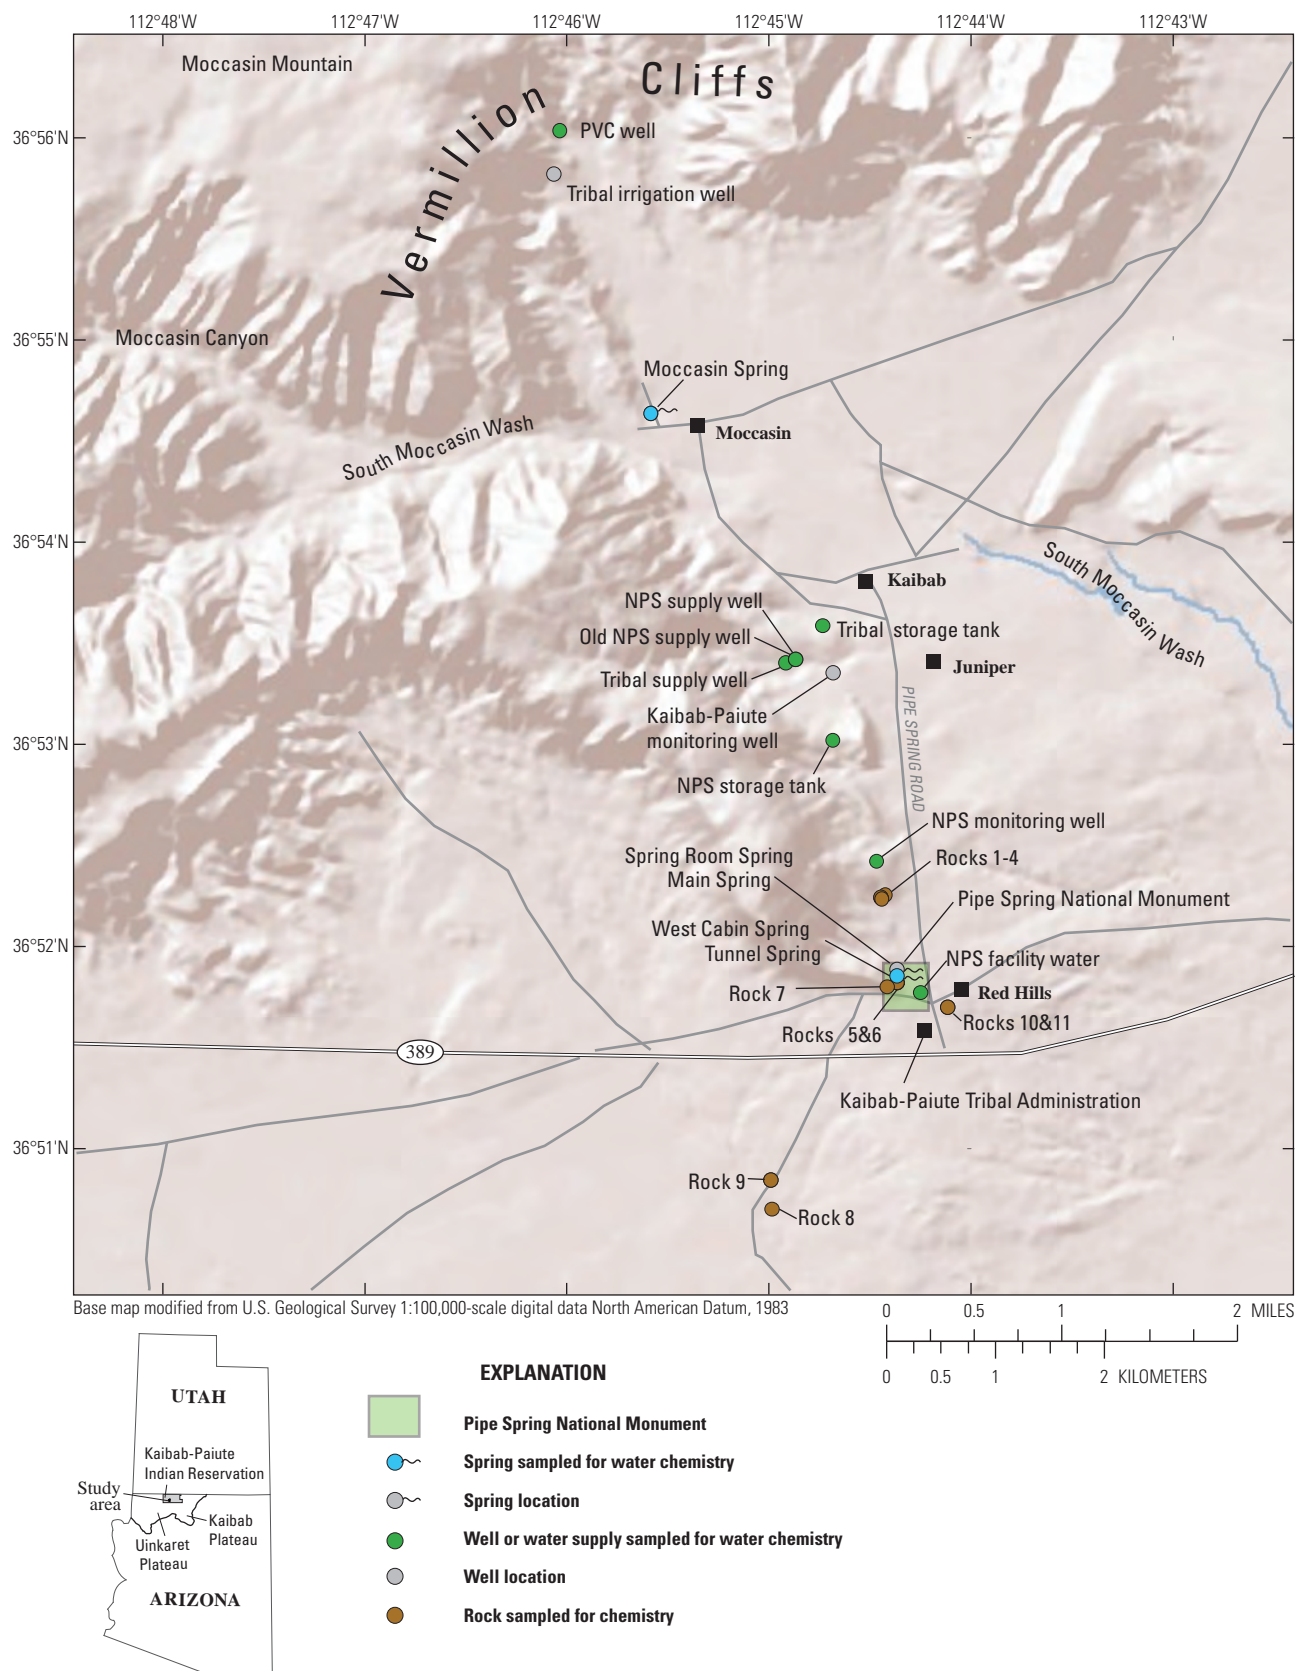 112°48'W
112°47'W
112°46'W
112°45'W
112°44'W
112°43'W
Moccasin Mountain
Vermillion Cliffs
36°56'N
PVC well
Tribal irrigation well
36°55'N
Moccasin Canyon
Moccasin Spring
Moccasin
South Moccasin Wash
36°54'N
South Moccasin Wash
Kaibab
NPS supply well
Tribal storage tank
Old NPS supply well
Juniper
Tribal supply well
PIPE SPRING ROAD
Kaibab-Paiute
monitoring well
36°53'N
NPS storage tank
NPS monitoring well
Spring Room Spring
Rocks 1-4
Main Spring
Pipe Spring National Monument
West Cabin Spring
36°52'N
Tunnel Spring
NPS facility water
Rock 7
Red Hills
Rocks 10&11
Rocks 5&6
389
Kaibab-Paiute Tribal Administration
36°51'N
Rock 9
Rock 8
Base map modified from U.S. Geological Survey 1:100,000-scale digital data North American Datum, 1983
0 0.5 1 2 MILES
0 0.5 1 2 KILOMETERS
UTAH
Kaibab-Paiute
Indian Reservation
Study
area
Kaibab
Plateau
Uinkaret
Plateau
ARIZONA
EXPLANATION
Pipe Spring National Monument
Spring sampled for water chemistry
Spring location
Well or water supply sampled for water chemistry
Well location
Rock sampled for chemistry